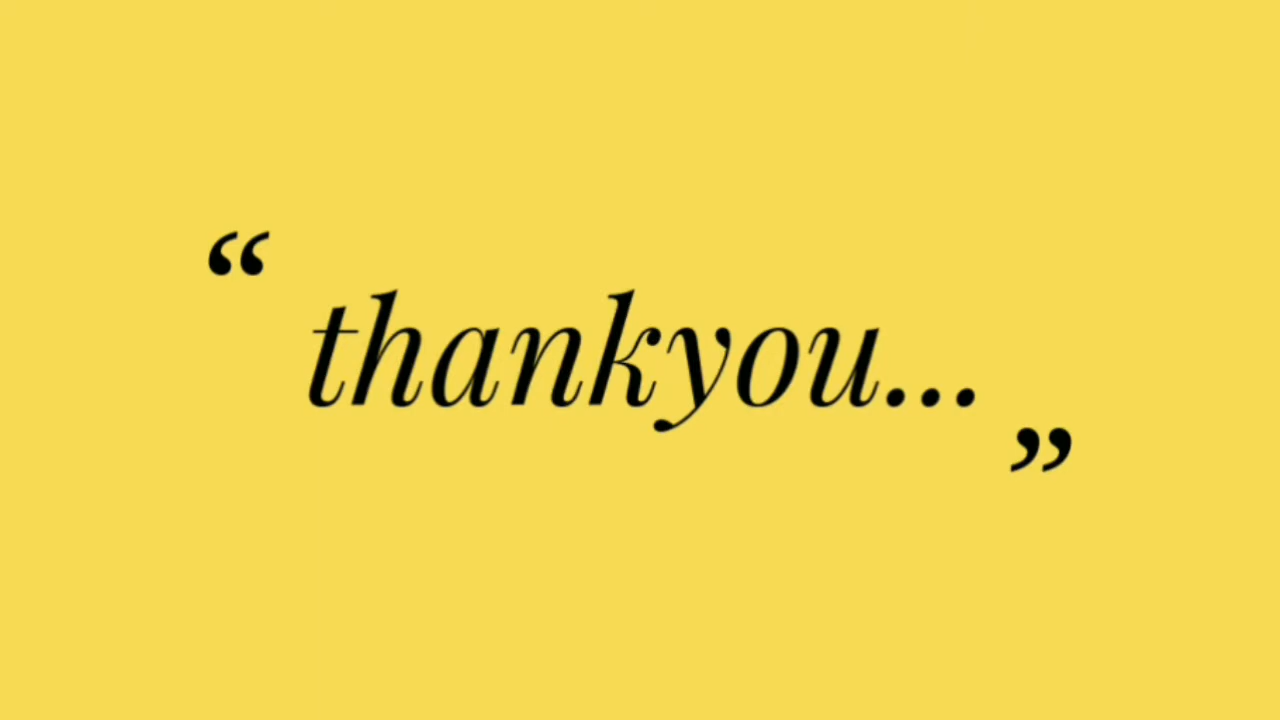 “ thankyou... ”